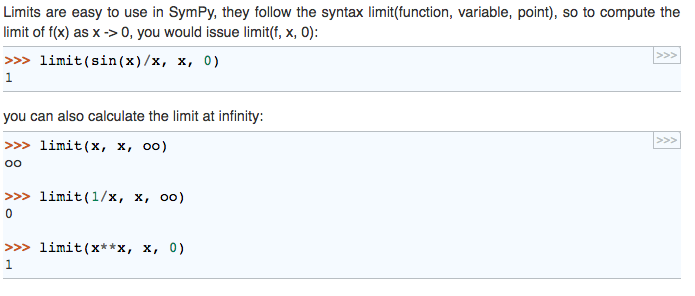 Limits are easy to use in SymPy, they follow the syntax limit(function, variable, point), so to compute the
limit of f(x) as x -> 0, you would issue limit(f, x, 0):
>>> limit(sin(x)/x, x, 0)
>>>
1
you can also calculate the limit at infinity:
>>> limit(x, x, oo)
>>>
oo
>>> limit(1/x, x, oo)
0
>>> limit(x**x, x, 0)
1